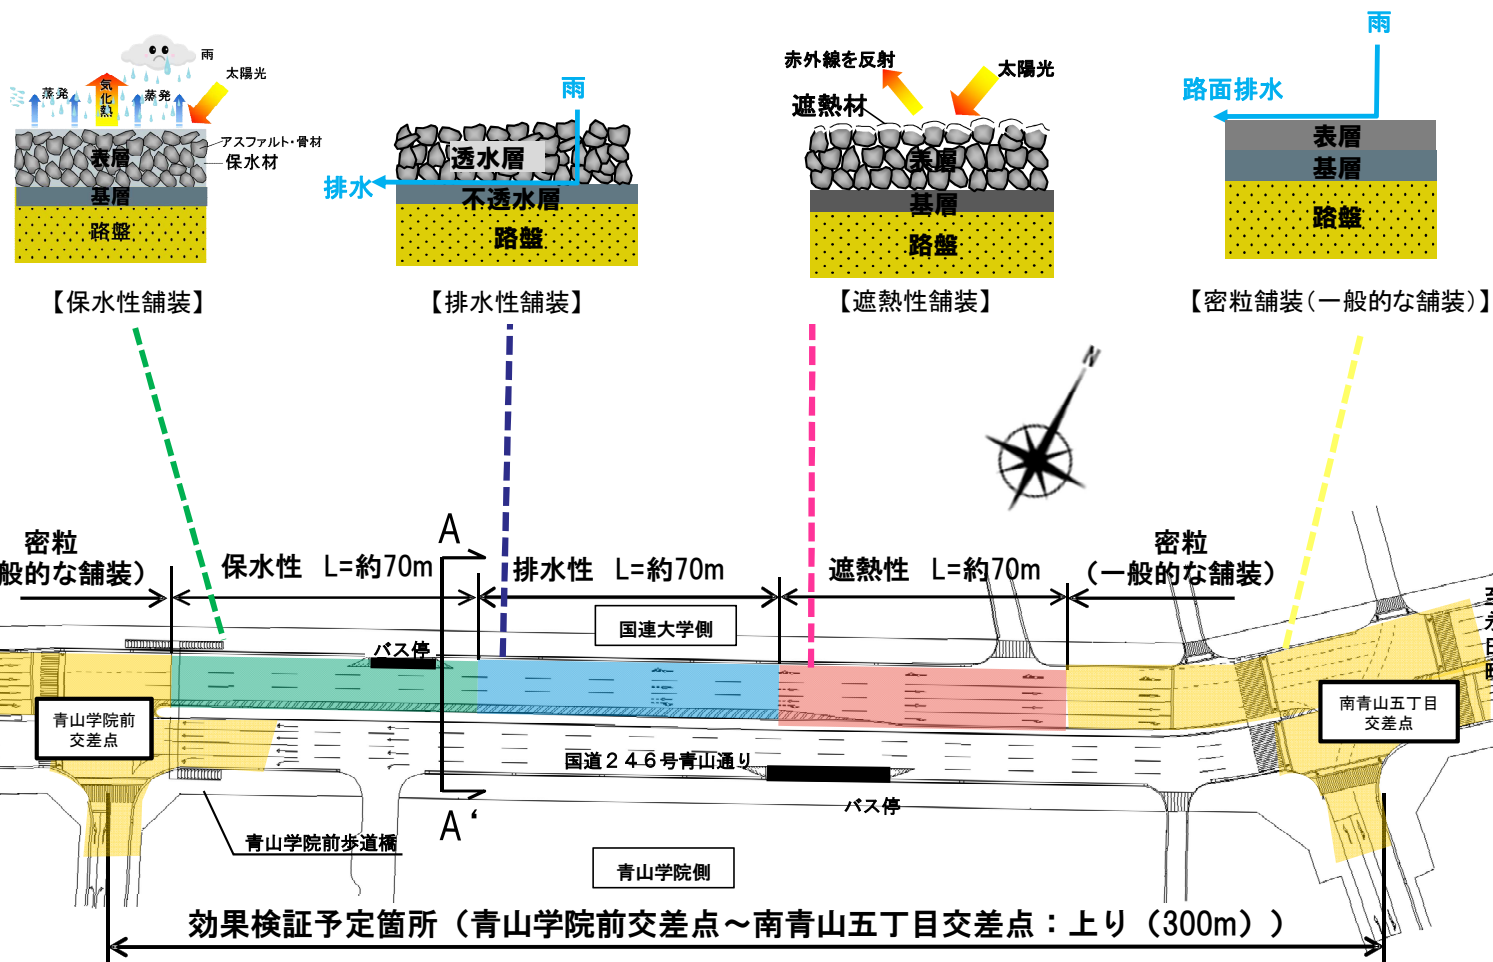 雨
太陽光
蒸発
気化熱
蒸発
アスファルト・骨材
保水材
表層
基層
路盤
【保水性舗装】
雨
透水層
排水
不透水層
路盤
【排水性舗装】
赤外線を反射
太陽光
遮熱材
表層
基層
路盤
【遮熱性舗装】
雨
路面排水
表層
基層
路盤
【密粒舗装(一般的な舗装)】
N
密粒
般的な舗装)
保水性 L=約70m
A
排水性 L=約70m
遮熱性 L=約70m
密粒
(一般的な舗装)
国連大学側
バス停
青山学院前
交差点
南青山五丁目
交差点
国道246号青山通り
バス停
A‘
青山学院前歩道橋
青山学院側
効果検証予定箇所(青山学院前交差点~南青山五丁目交差点:上り(300m))